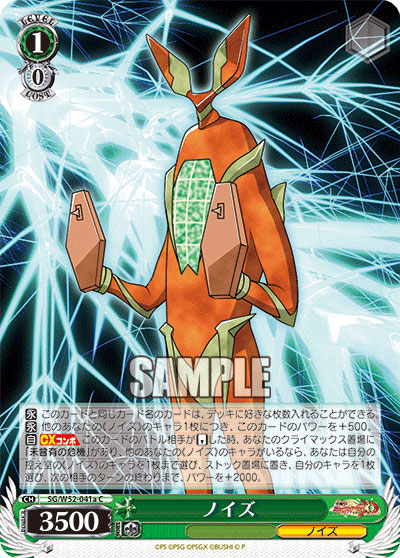 LEVEL
1
0
COST
SAMPLE
永 このカードと同じカード名のカードは、デッキに好きな枚数入れることができる。
永 他のあなたの《ノイズ》のキャラ1枚につき、このカードのパワーを+500。
自 CXコンボ このカードのバトル相手が した時、あなたのクライマックス置場に
「未曾有の危機」があり、他のあなたの《ノイズ》のキャラがいるなら、あなたは自分の
控え室の《ノイズ》のキャラを1枚まで選び、ストック置場に置き、自分のキャラを1枚
選び、次の相手のターンの終わりまで、パワーを+2000。
CH SG/W52-041a C
3500
ノイズ
ノイズ
©PS ©PSG ©PSGX ©BUSHI © P